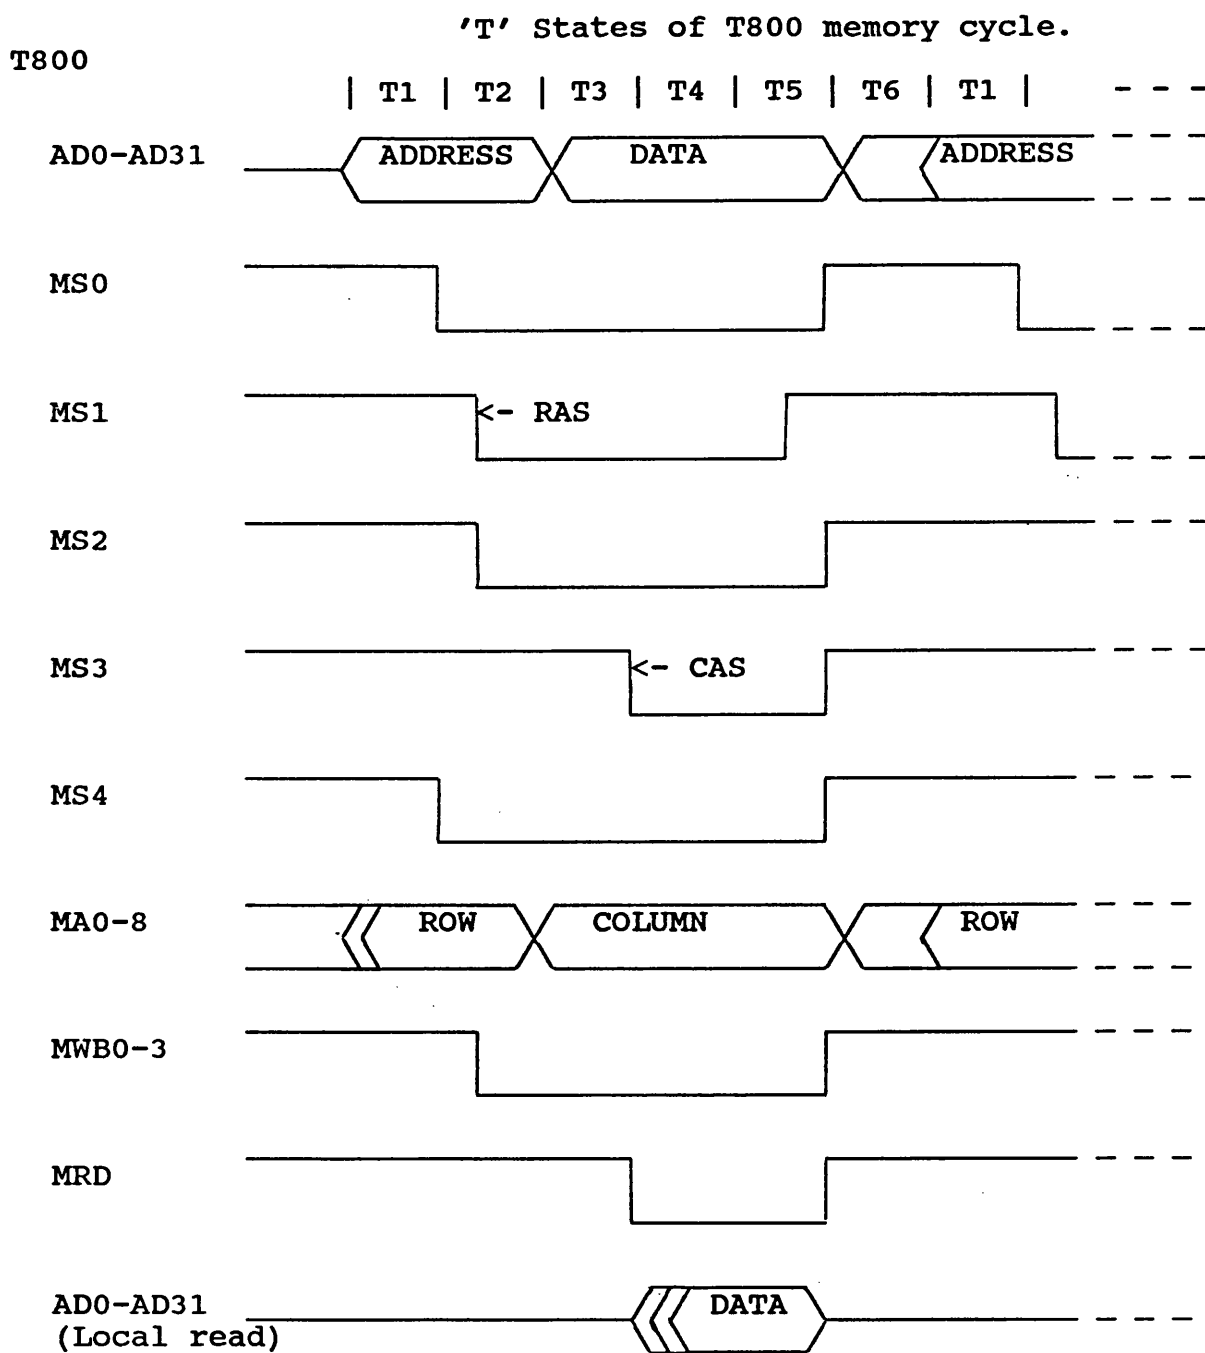 'T' States of T800 memory cycle.
T800
| T1 | T2 | T3 | T4 | T5 | T6 | T1 | - - -
AD0-AD31 ADDRESS DATA ADDRESS
MS0
MS1 <- RAS
MS2
MS3 <- CAS
MS4
MA0-8 ROW COLUMN ROW
MWB0-3
MRD
AD0-AD31 DATA
(Local read)